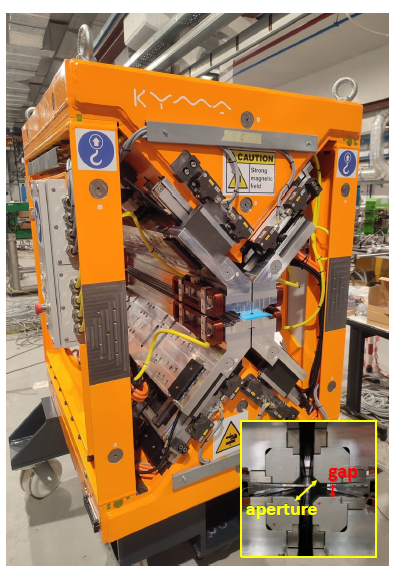 KYMA
CAUTION
Strong
magnetic
field
gap
aperture